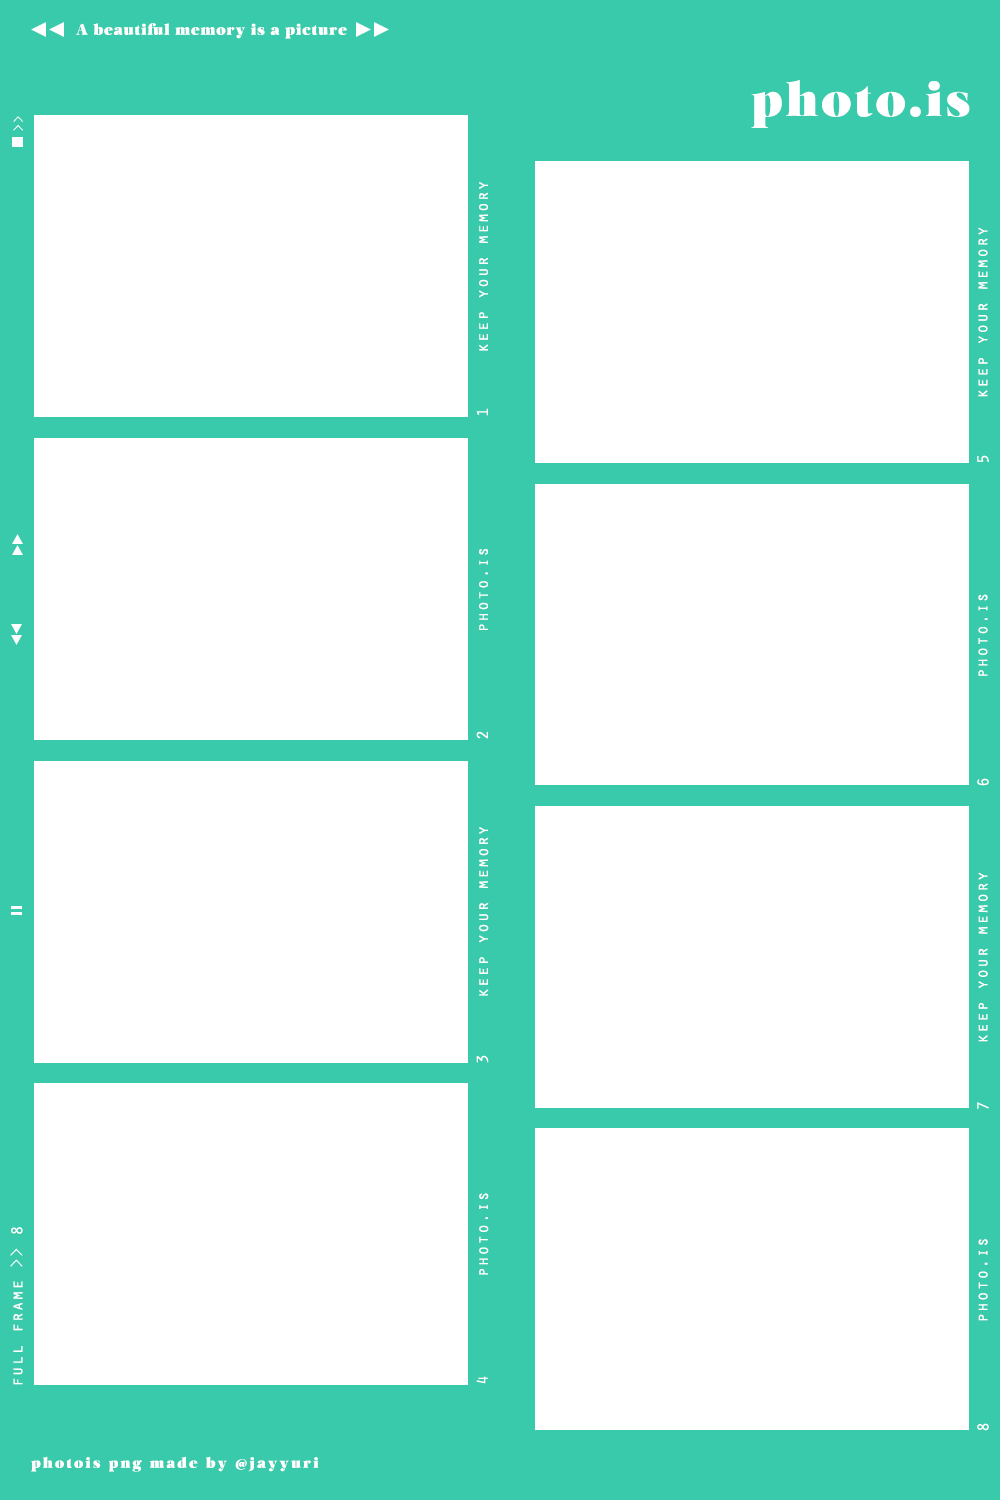 A beautiful memory is a picture
photo.is
KEEP YOUR MEMORY
1
PHOTO.IS
2
KEEP YOUR MEMORY
3
PHOTO.IS
4
FULL FRAME >> 8
KEEP YOUR MEMORY
5
PHOTO.IS
6
KEEP YOUR MEMORY
7
PHOTO.IS
8
photois png made by @jayyuri